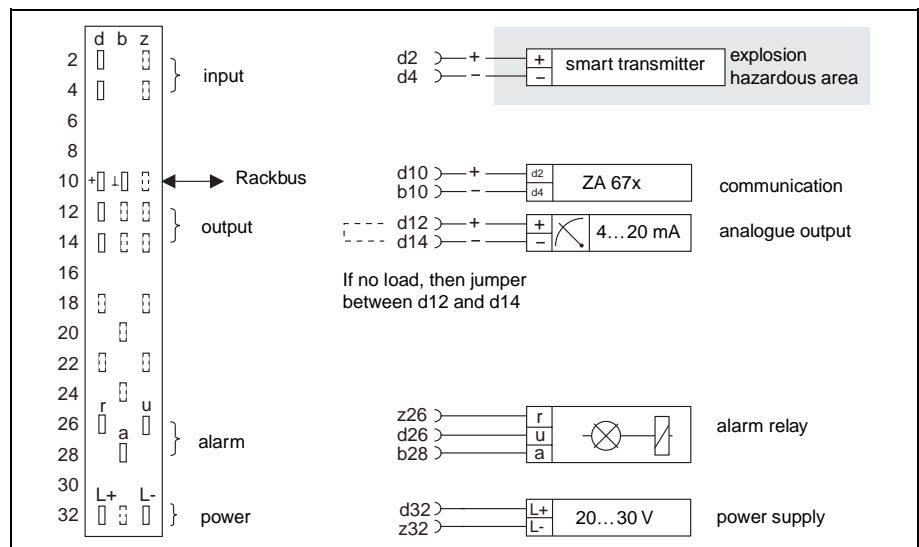 d b z
2
4
input
6
8
10 + ⊥ Rackbus
12
14
output
16
18
20
22
24
r u
26
a
28
alarm
30
L+ L-
32
power
d2 + + smart transmitter explosion
d4 – – hazardous area
d10 + d2 ZA 67x communication
b10 – d4
d12 + + 4…20 mA analogue output
d14 – –
If no load, then jumper
between d12 and d14
z26 r alarm relay
d26 u
b28 a
d32 L+ 20…30 V power supply
z32 L-